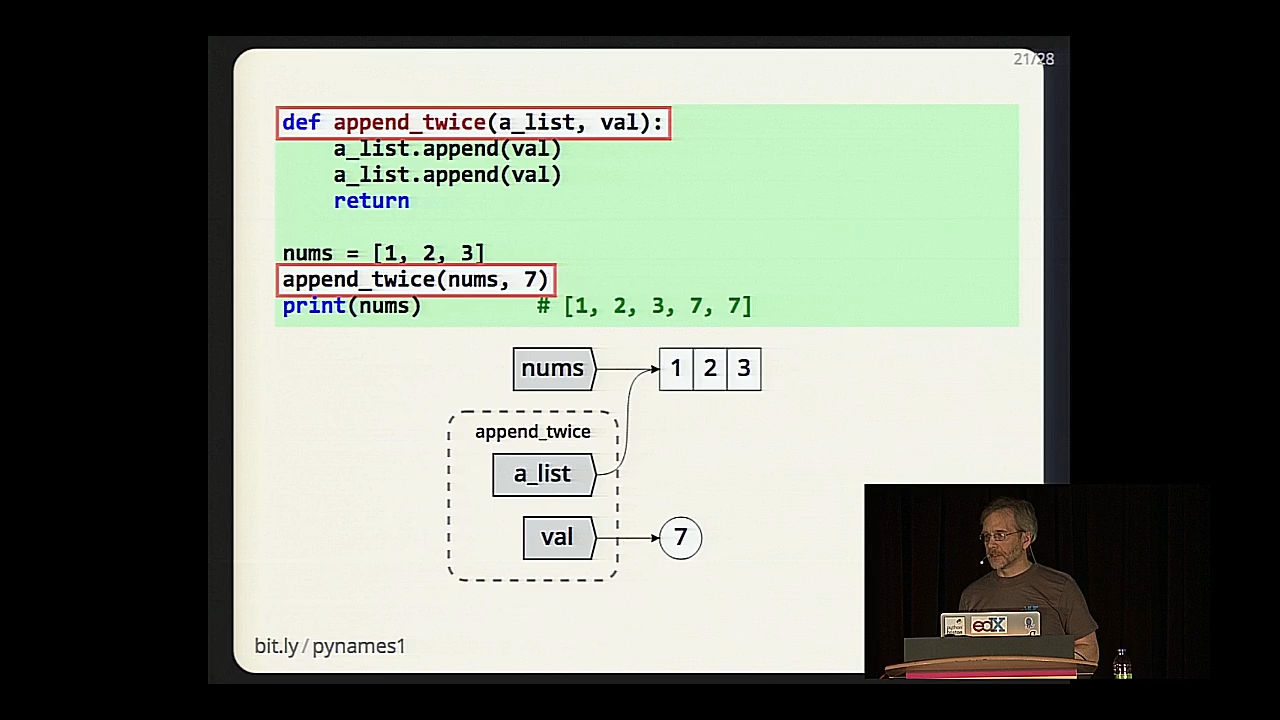 21/28
def append_twice(a_list, val):
    a_list.append(val)
    a_list.append(val)
    return
nums = [1, 2, 3]
append_twice(nums, 7)
print(nums)         # [1, 2, 3, 7, 7]
nums
1 2 3
append_twice
a_list
val
7
bit.ly/pynames1
python
edX